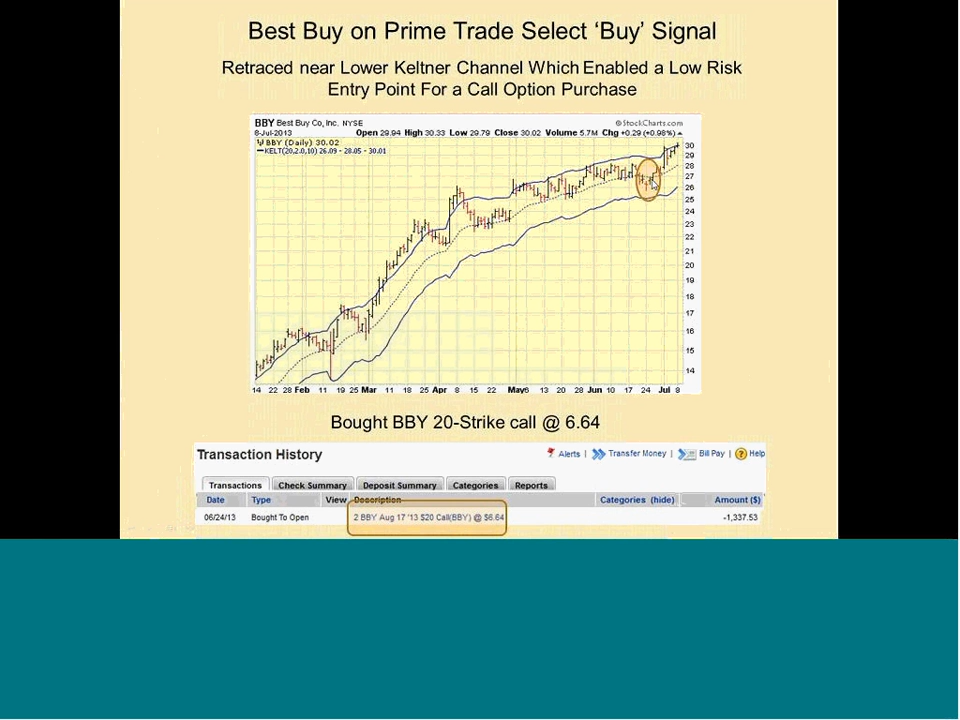 Best Buy on Prime Trade Select ‘Buy’ Signal
Retraced near Lower Keltner Channel Which Enabled a Low Risk
Entry Point For a Call Option Purchase
BBY Best Buy Co, Inc. NYSE © StockCharts.com
8-Jul-2013 Open 29.94 High 30.33 Low 29.79 Close 30.02 Volume 5.7M Chg +0.29 (+0.98%)
BBY (Daily) 30.02
KELT(20,2.0,10) 26.09 - 28.05 - 30.01
30
29
28
27
26
25
24
23
22
21
20
19
18
17
16
15
14
14 22 28 Feb 11 19 25 Mar 11 18 25 Apr 8 15 22 May6 13 20 28 Jun 10 17 24 Jul 8
Bought BBY 20-Strike call @ 6.64
Transaction History Alerts | Transfer Money | Bill Pay | Help
Transactions Check Summary Deposit Summary Categories Reports
Date Type View Description Categories (hide) Amount ($)
06/24/13 Bought To Open 2 BBY Aug 17 '13 $20 Call(BBY) @ $6.64 -1,337.53